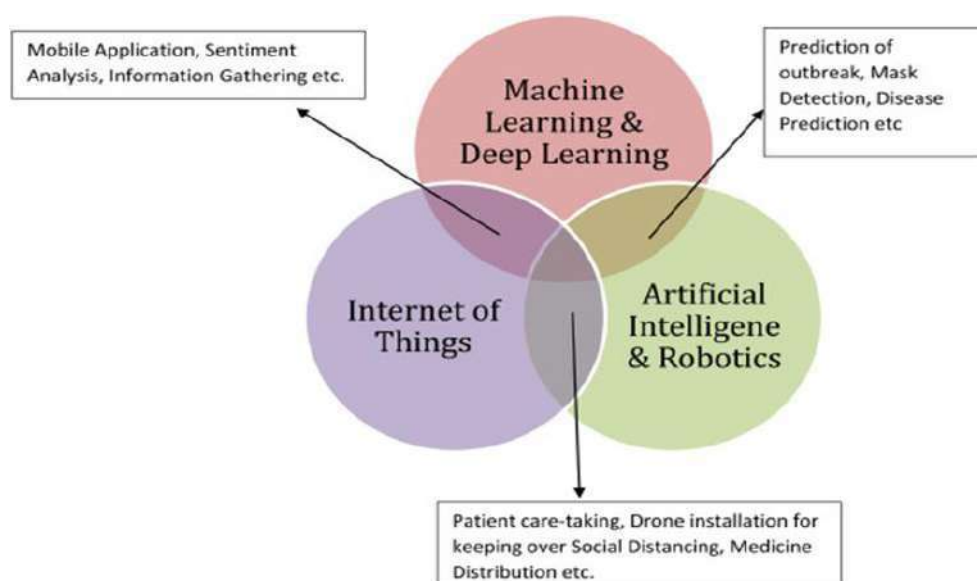 Mobile Application, Sentiment
Analysis, Information Gathering etc.
Prediction of
outbreak, Mask
Detection, Disease
Prediction etc
Machine
Learning &
Deep Learning
Internet of
Things
Artificial
Intelligene
& Robotics
Patient care-taking, Drone installation for
keeping over Social Distancing, Medicine
Distribution etc.